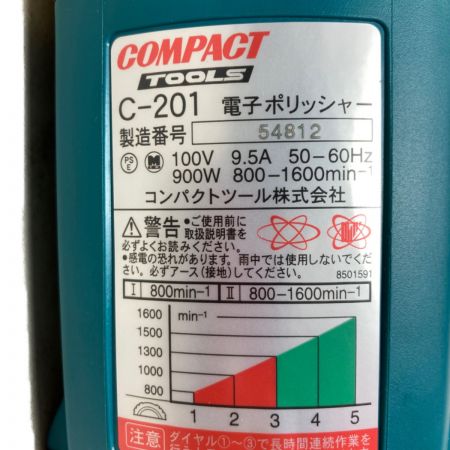 COMPACT
TOOLS
C-201 電子ポリッシャー
製造番号 54812
PS E 100V 9.5A 50-60Hz
900W 800-1600min⁻¹
コンパクトツール株式会社
⚠警告 •ご使用前に
取扱説明書を
必ずよくお読みください。
•感電の恐れがあります。雨中では使用しないでくだ
さい。必ずアース(接地)してください。
8501591
I 800min⁻¹ II 800-1600min⁻¹
1600 min⁻¹
1500
1300
1000
800
1 2 3 4 5
注意 ダイヤル①~③で長時間連続作業を